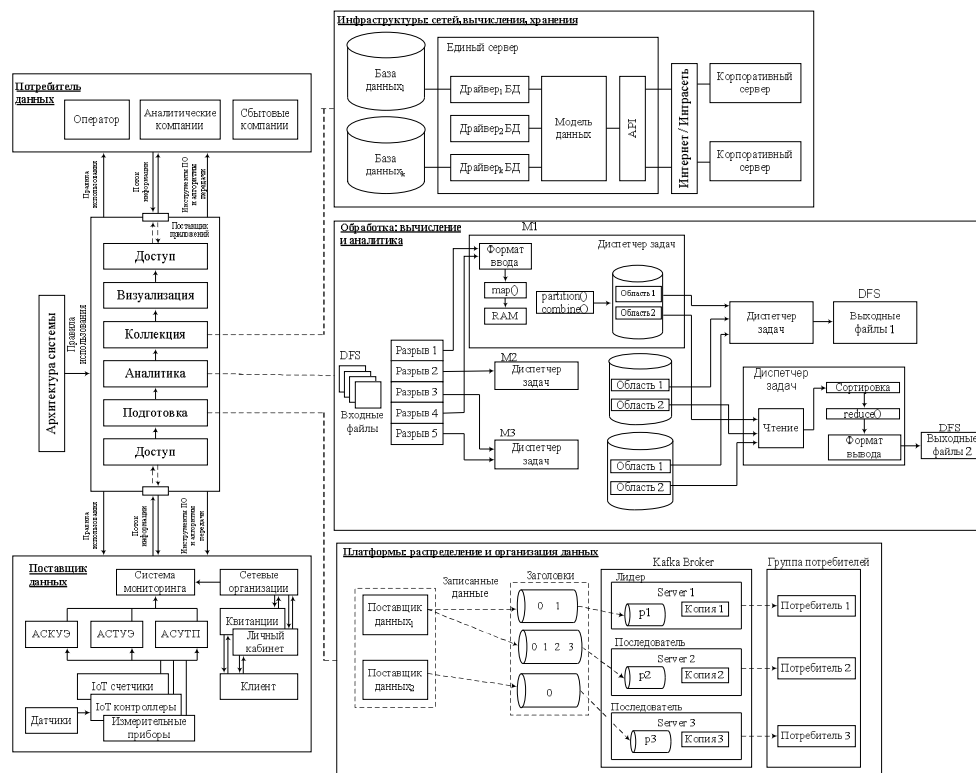 Потребитель
данных
Оператор
Аналитические
компании
Сбытовые
компании
Правила
использования
Поток
информации
Инструменты ПО
и алгоритмы
передачи
Поставщик
приложений
Доступ
Визуализация
Коллекция
Аналитика
Подготовка
Доступ
Архитектура системы
Правила
использования
Правила
использования
Поток
информации
Инструменты ПО
и алгоритмы
передачи
Поставщик
данных
Система
мониторинга
Сетевые
организации
АСКУЭ
АСТУЭ
АСУТП
Квитанции
Личный
кабинет
Клиент
IoT счетчики
IoT контроллеры
Измерительные
приборы
Датчики
Инфраструктуры: сетей, вычисления, хранения
База
данных1
База
данныхk
Единый сервер
Драйвер1 БД
Драйвер2 БД
Драйверk БД
Модель
данных
API
Интернет / Интрасеть
Корпоративный
сервер
Корпоративный
сервер
Обработка: вычисление
и аналитика
M1
Формат
ввода
map()
RAM
Диспетчер задач
partition()
combine()
Область 1
Область2
DFS
Входные
файлы
Разрыв 1
Разрыв 2
Разрыв 3
Разрыв 4
Разрыв 5
M2
Диспетчер
задач
M3
Диспетчер
задач
Область 1
Область 2
Область 1
Область 2
Диспетчер
задач
DFS
Выходные
файлы 1
Диспетчер
задач
Чтение
Сортировка
reduce()
Формат
вывода
DFS
Выходные
файлы 2
Платформы: распределение и организация данных
Поставщик
данных1
Поставщик
данных2
Записанные
данные
Заголовки
0 1
0 1 2 3
0
Kafka Broker
Лидер
Server 1
p1
Копия 1
Последователь
Server 2
p2
Копия2
Последователь
Server 3
p3
Копия3
Группа потребителей
Потребитель 1
Потребитель 2
Потребитель 3